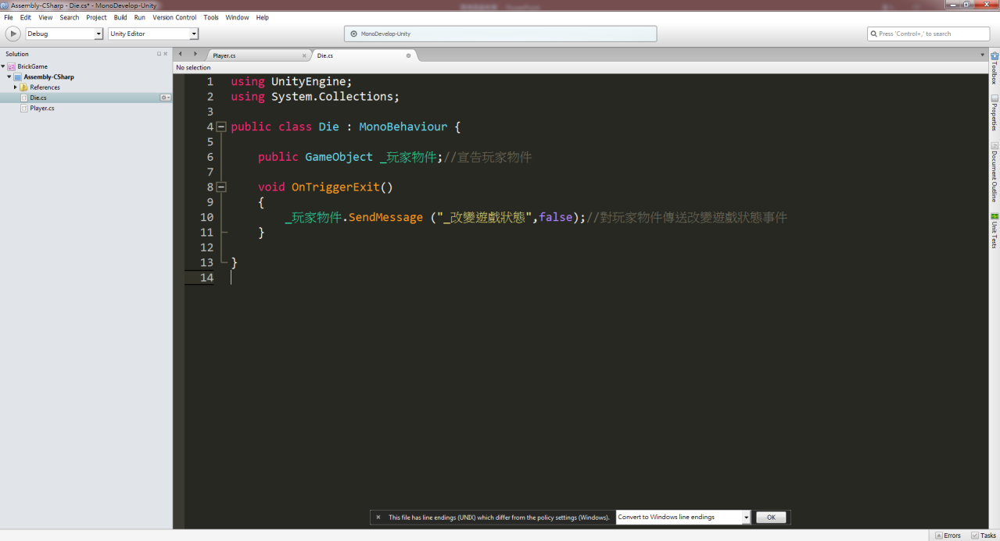 Assembly-CSharp - Die.cs* - MonoDevelop-Unity
File Edit View Search Project Build Run Version Control Tools Window Help
Debug Unity Editor MonoDevelop-Unity Press 'Control+,' to search
Solution
BrickGame
Assembly-CSharp
References
Die.cs
Player.cs
Player.cs Die.cs
No selection
1 using UnityEngine;
2 using System.Collections;
3
4 public class Die : MonoBehaviour {
5
6 public GameObject _玩家物件;//宣告玩家物件
7
8 void OnTriggerExit()
9 {
10 _玩家物件.SendMessage ("_改變遊戲狀態",false);//對玩家物件傳送改變遊戲狀態事件
11 }
12
13 }
14
Toolbox
Properties
Document Outline
Unit Tests
This file has line endings (UNIX) which differ from the policy settings (Windows). Convert to Windows line endings OK
Errors Tasks